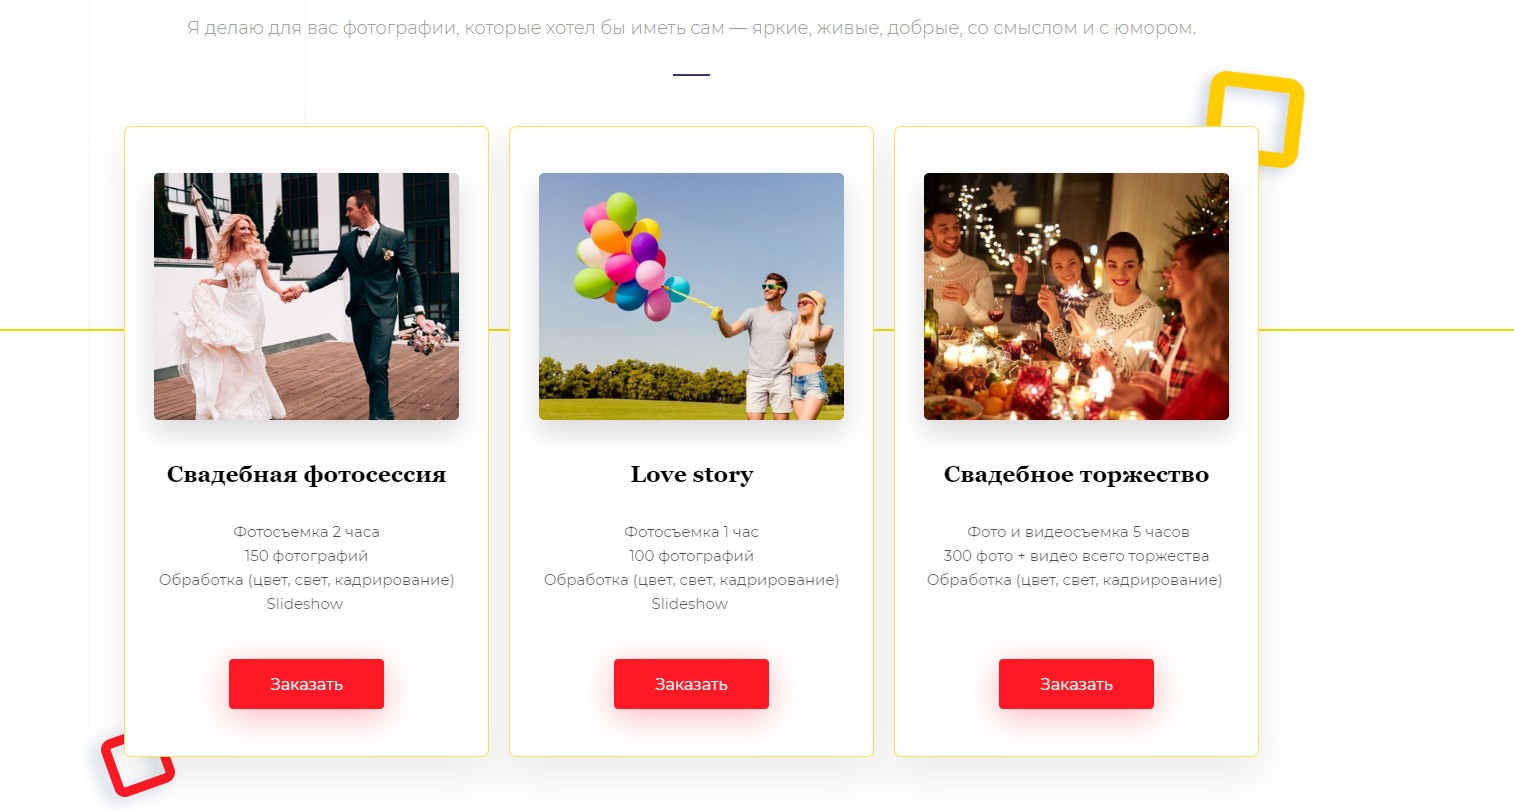 Я делаю для вас фотографии, которые хотел бы иметь сам — яркие, живые, добрые, со смыслом и с юмором.
Свадебная фотосессия
Фотосъемка 2 часа
150 фотографий
Обработка (цвет, свет, кадрирование)
Slideshow
Заказать
Love story
Фотосъемка 1 час
100 фотографий
Обработка (цвет, свет, кадрирование)
Slideshow
Заказать
Свадебное торжество
Фото и видеосъемка 5 часов
300 фото + видео всего торжества
Обработка (цвет, свет, кадрирование)
Заказать